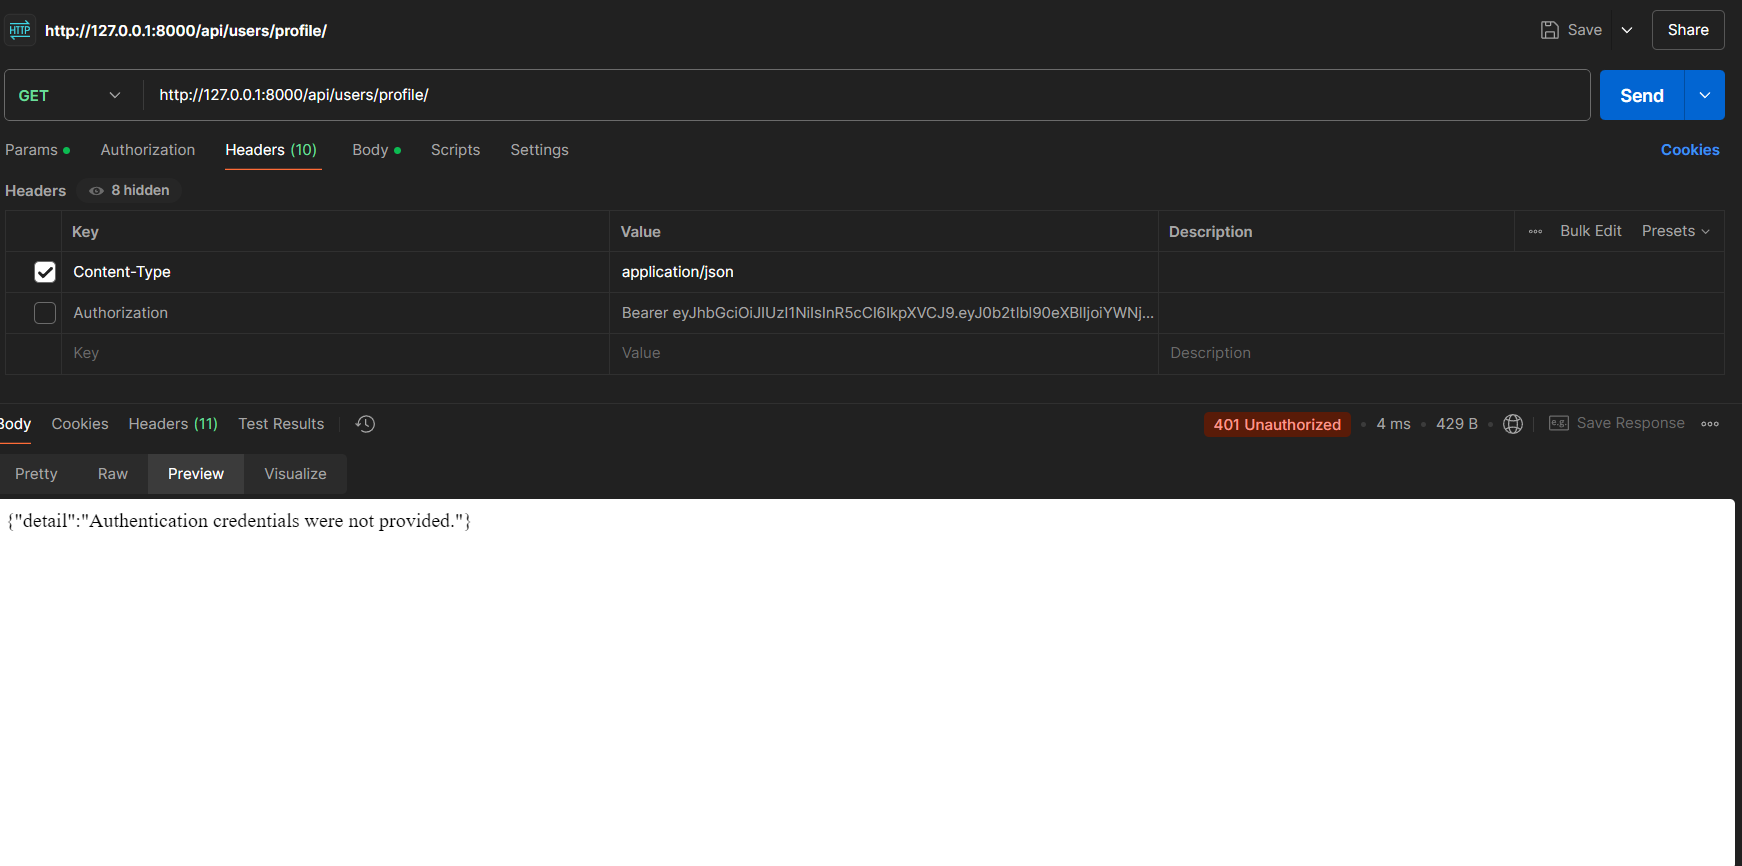 HTTP http://127.0.0.1:8000/api/users/profile/ Save Share
GET http://127.0.0.1:8000/api/users/profile/ Send
Params Authorization Headers (10) Body Scripts Settings Cookies
Headers 8 hidden
Key Value Description Bulk Edit Presets
Content-Type application/json
Authorization Bearer eyJhbGciOiJIUzI1NiIsInR5cCI6IkpXVCJ9.eyJ0b2tlbl90eXBlIjoiYWNj...
Key Value Description
Body Cookies Headers (11) Test Results 401 Unauthorized • 4 ms • 429 B • e.g. Save Response
Pretty Raw Preview Visualize
{"detail":"Authentication credentials were not provided."}